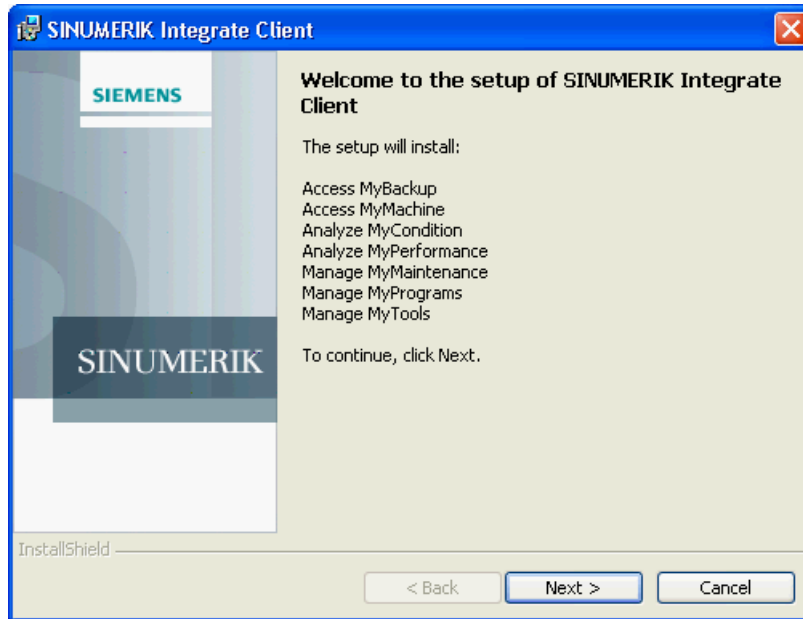 SINUMERIK Integrate Client
SIEMENS
SINUMERIK
Welcome to the setup of SINUMERIK Integrate
Client
The setup will install:
Access MyBackup
Access MyMachine
Analyze MyCondition
Analyze MyPerformance
Manage MyMaintenance
Manage MyPrograms
Manage MyTools
To continue, click Next.
InstallShield
< Back
Next >
Cancel